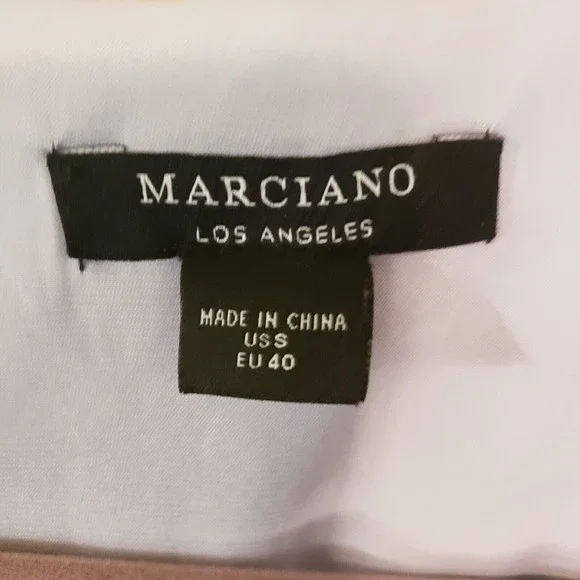 MARCIANO
LOS ANGELES
MADE IN CHINA
US S
EU 40